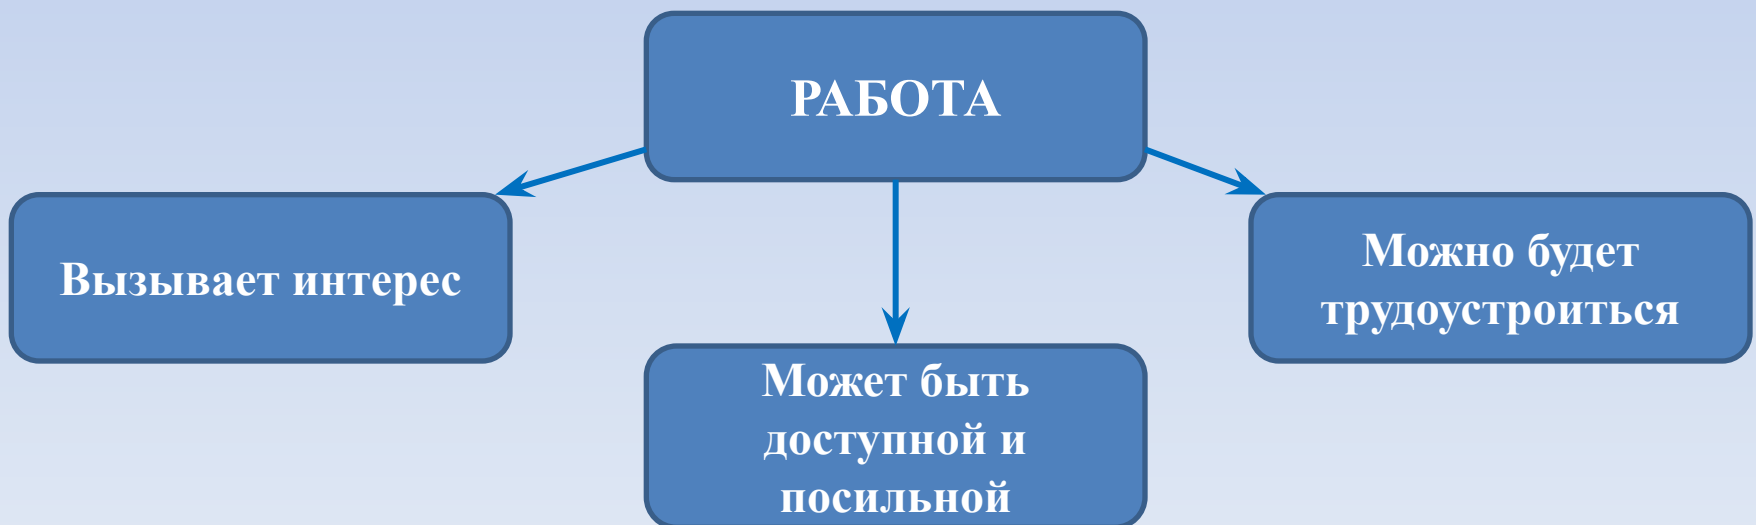 РАБОТА
Вызывает интерес
Можно будет
трудоустроиться
Может быть
доступной и
посильной